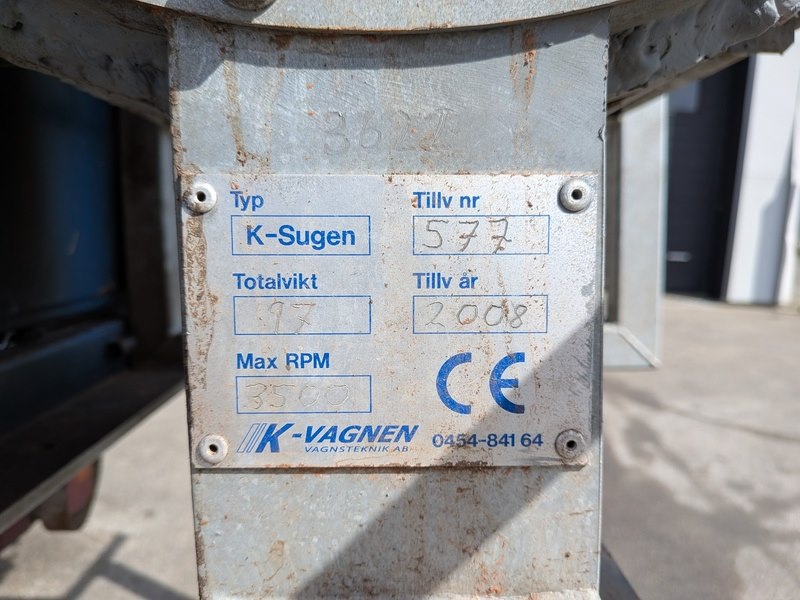 3622
Typ Tillv nr
K-Sugen 577
Totalvikt Tillv år
97 2008
Max RPM
3500
CE
K-VAGNEN 0454-841 64
VAGNSTEKNIK AB